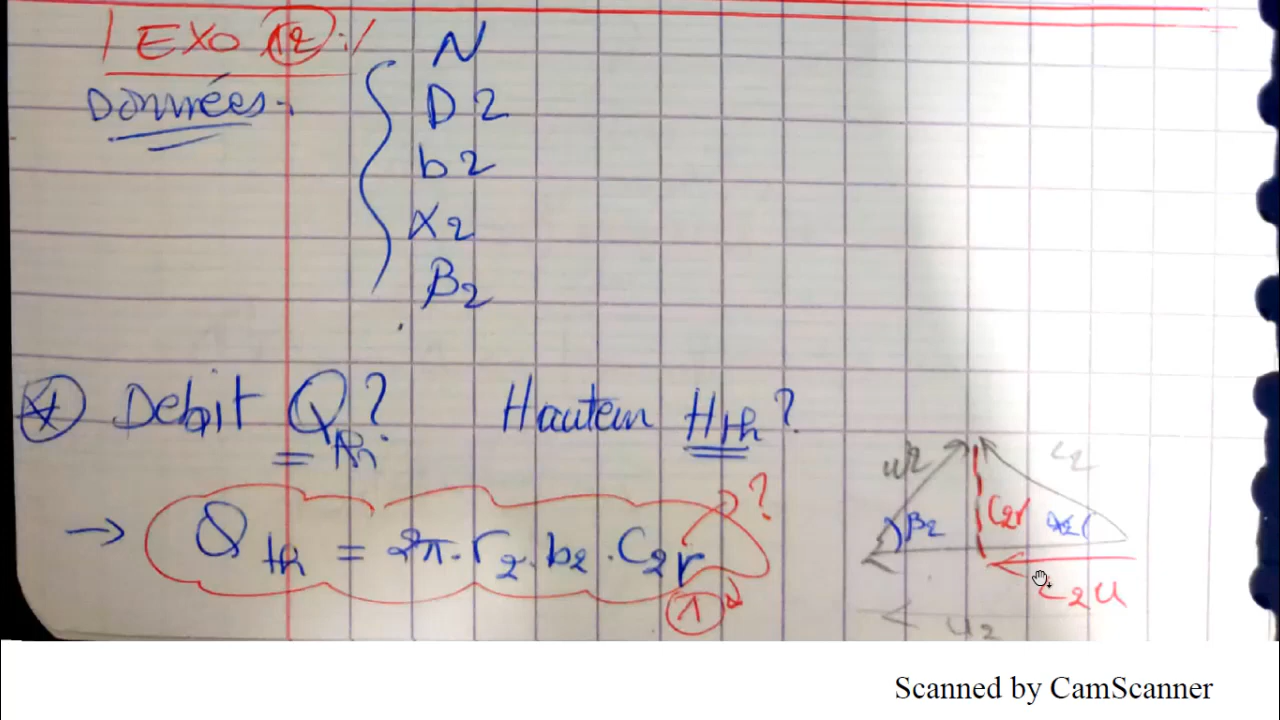 EXO 12 :/
Données :
N
D2
b2
α2
β2
* Debit Qth ? Hauteur Hth ?
→ Qth = 2π. r2. b2 . C2r ?
1
w2 β2 C2r α2 c2
C2u
u2
Scanned by CamScanner